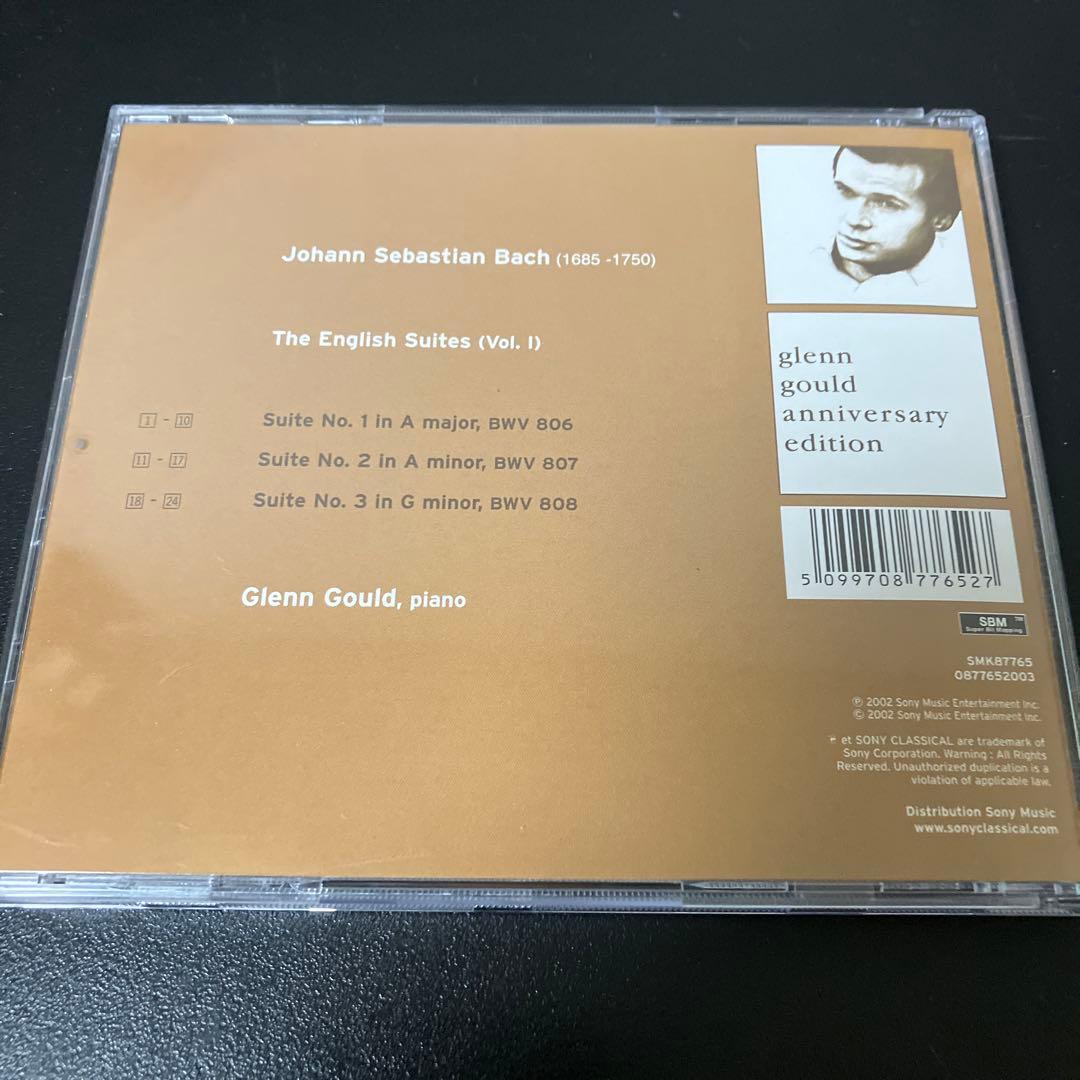 Johann Sebastian Bach (1685 -1750)
The English Suites (Vol. I)
1 - 10 Suite No. 1 in A major, BWV 806
11 - 17 Suite No. 2 in A minor, BWV 807
18 - 24 Suite No. 3 in G minor, BWV 808
Glenn Gould, piano
glenn
gould
anniversary
edition
5 099708 776527
SBM TM
Super Bit Mapping
SMK87765
0877652003
℗ 2002 Sony Music Entertainment Inc.
© 2002 Sony Music Entertainment Inc.
et SONY CLASSICAL are trademark of
Sony Corporation. Warning : All Rights
Reserved. Unauthorized duplication is a
violation of applicable law.
Distribution Sony Music
www.sonyclassical.com